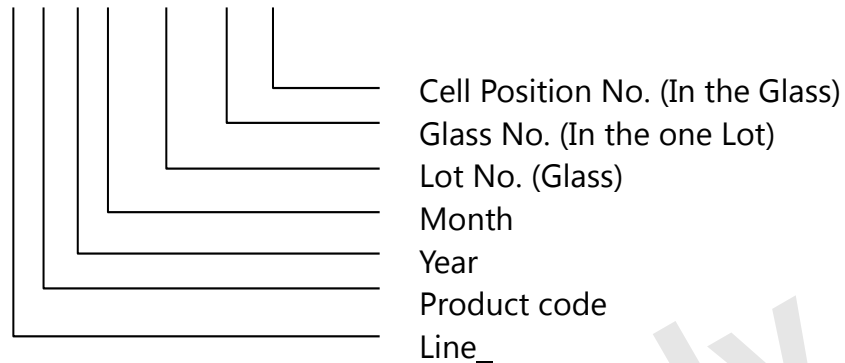 Cell Position No. (In the Glass)
Glass No. (In the one Lot)
Lot No. (Glass)
Month
Year
Product code
Line_